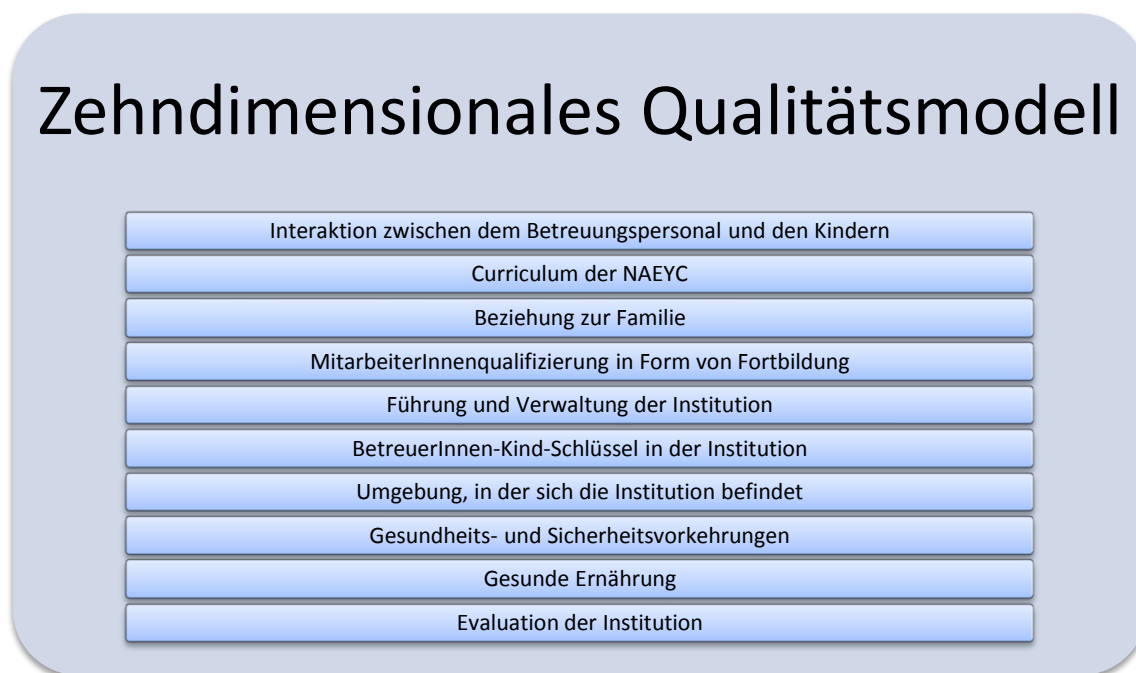 Zehndimensionales Qualitätsmodell
Interaktion zwischen dem Betreuungspersonal und den Kindern
Curriculum der NAEYC
Beziehung zur Familie
MitarbeiterInnenqualifizierung in Form von Fortbildung
Führung und Verwaltung der Institution
BetreuerInnen-Kind-Schlüssel in der Institution
Umgebung, in der sich die Institution befindet
Gesundheits- und Sicherheitsvorkehrungen
Gesunde Ernährung
Evaluation der Institution